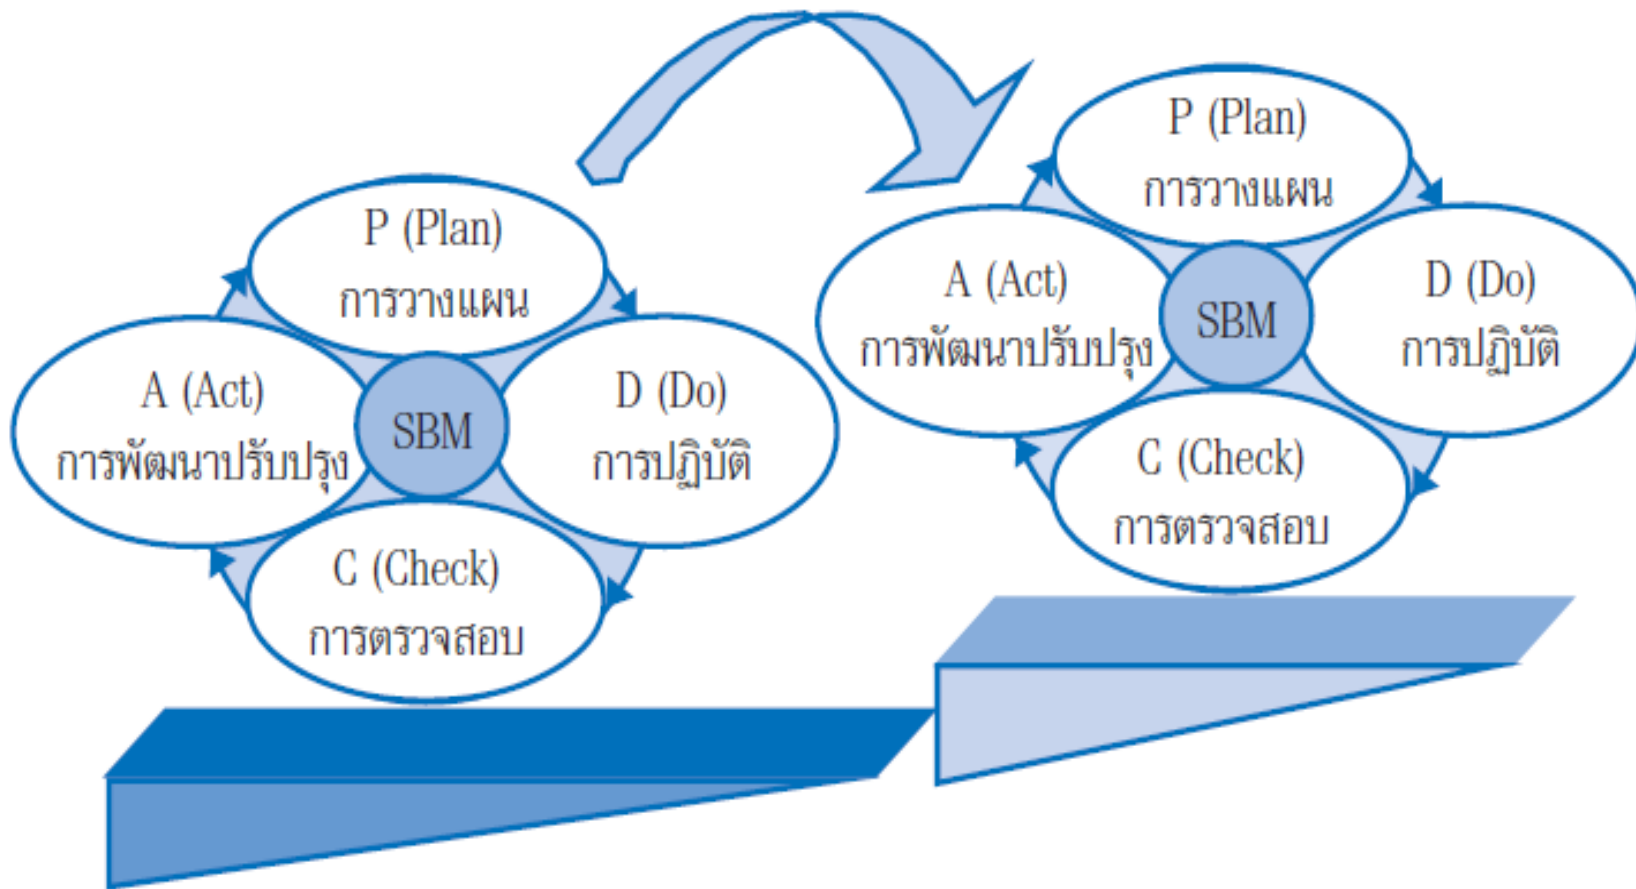 P (Plan)
การวางแผน
A (Act)
การพัฒนาปรับปรุง
SBM
D (Do)
การปฏิบัติ
C (Check)
การตรวจสอบ
P (Plan)
การวางแผน
A (Act)
การพัฒนาปรับปรุง
SBM
D (Do)
การปฏิบัติ
C (Check)
การตรวจสอบ